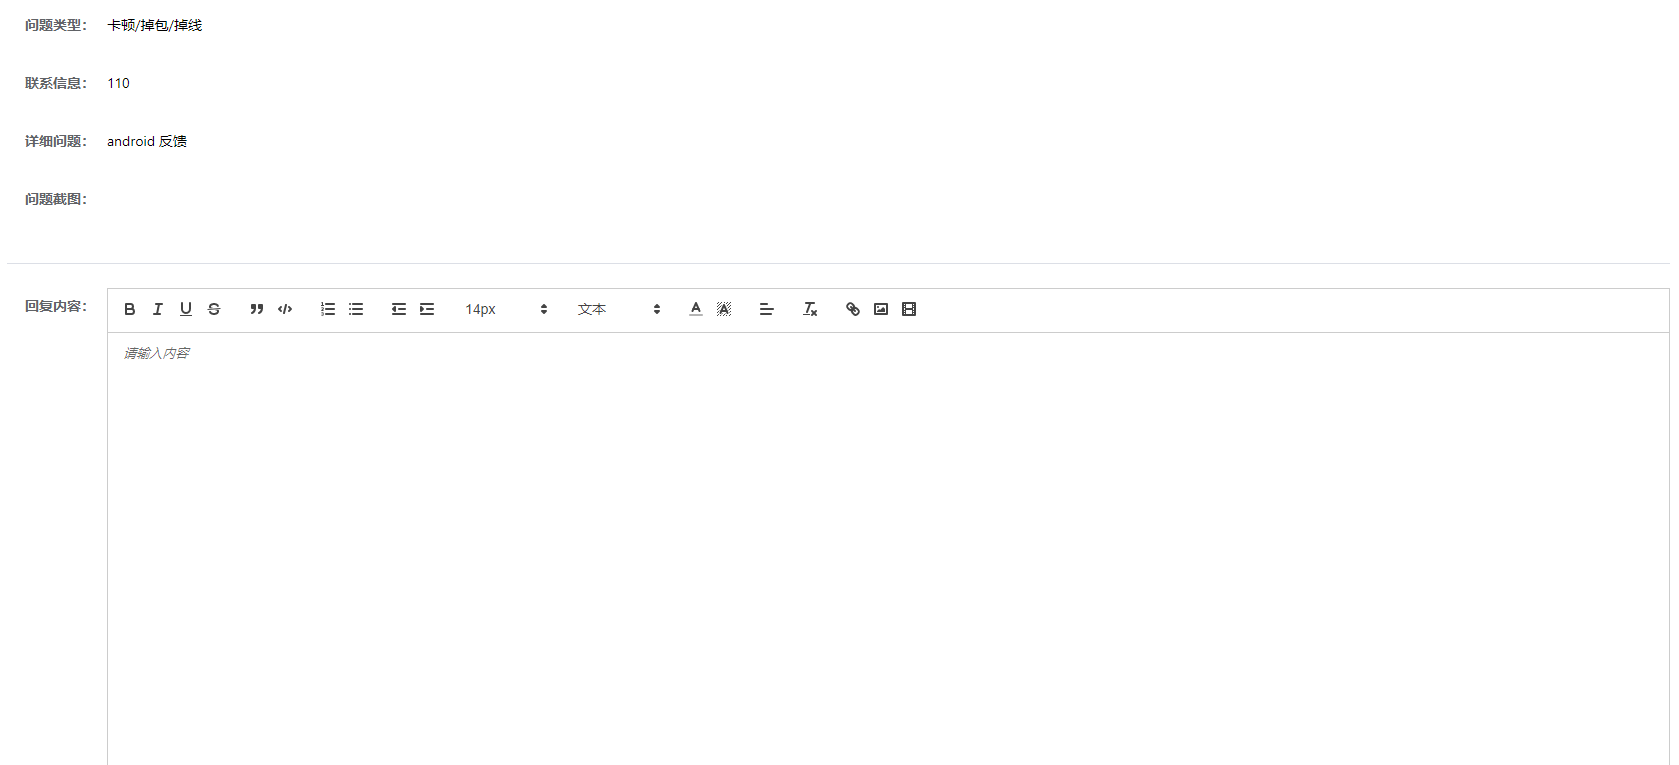 问题类型： 卡顿/掉包/掉线
联系信息： 110
详细问题： android 反馈
问题截图：
回复内容：
14px 文本
请输入内容